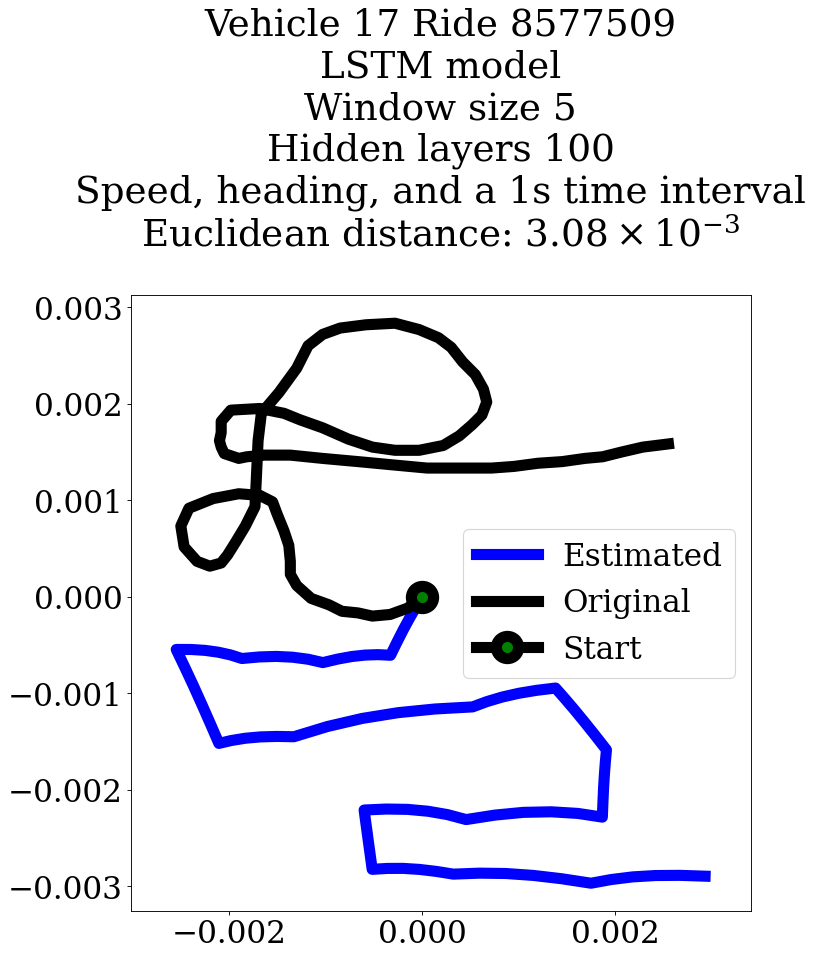 Vehicle 17 Ride 8577509
LSTM model
Window size 5
Hidden layers 100
Speed, heading, and a 1s time interval
Euclidean distance: 3.08 × 10⁻³
0.003
0.002
0.001
0.000
−0.001
−0.002
−0.003
Estimated
Original
Start
−0.002 0.000 0.002